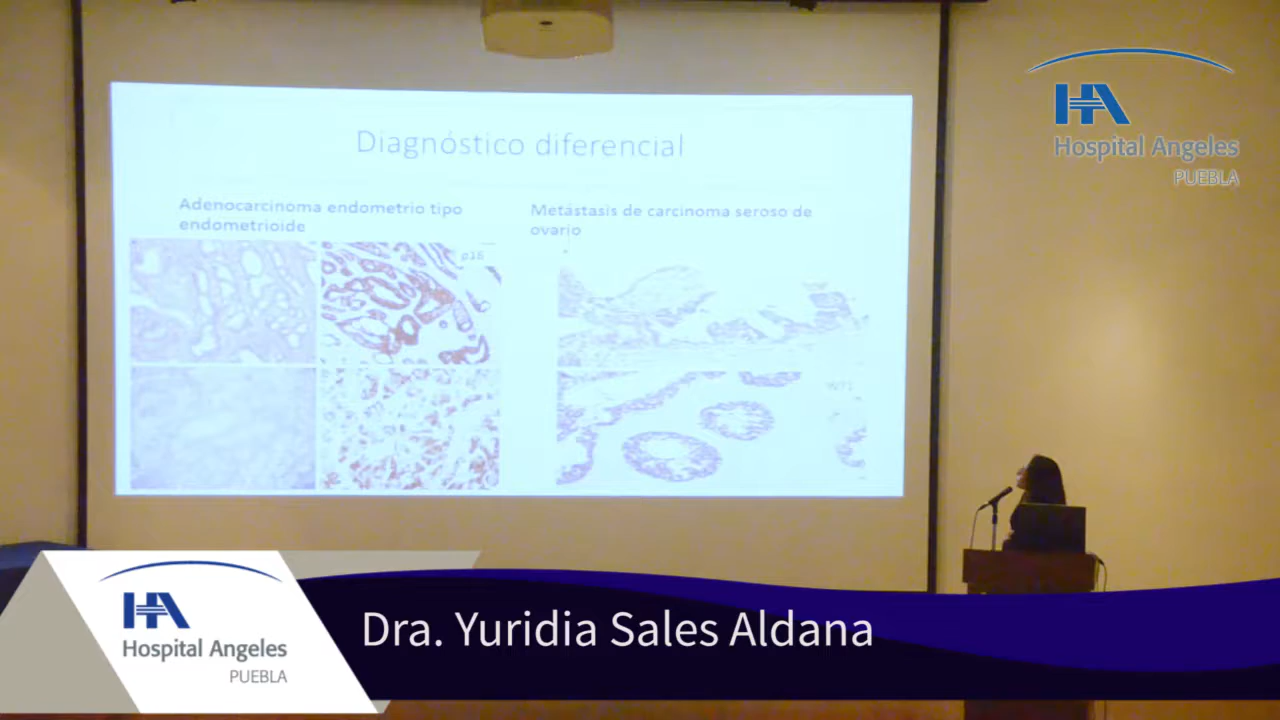 Diagnóstico diferencial
Adenocarcinoma endometrio tipo
endometrioide
Metástasis de carcinoma seroso de
ovario
p16
WT1
HA
Hospital Angeles
PUEBLA
HA
Hospital Angeles
PUEBLA
Dra. Yuridia Sales Aldana